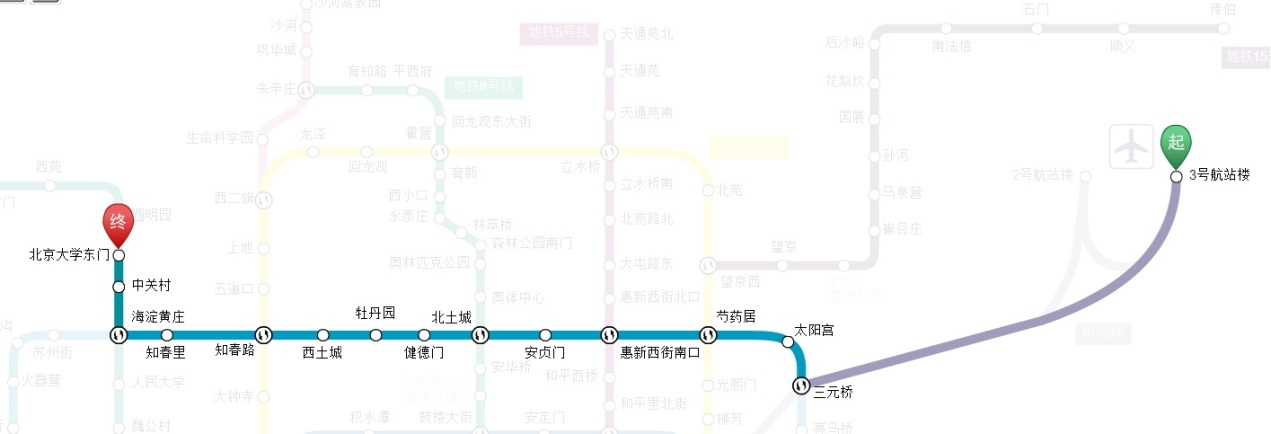 沙河高教园
石门
俸伯
沙河
地铁5号线
天通苑北
后沙峪
南法信
顺义
巩华城
地铁15
育知路
平西府
天通苑
朱辛庄
地铁8号线
花梨坎
天通苑南
国展
回龙观东大街
生命科学园
龙泽
霍营
起
回龙观
立水桥
孙河
西苑
育新
2号航站楼
3号航站楼
立水桥南
北苑
西小口
马泉营
西二旗
门
圆明园
永泰庄
终
林萃桥
北苑路北
崔各庄
森林公园南门
上地
望京
北京大学东门
奥林匹克公园
大屯路东
望京西
中关村
五道口
奥体中心
惠新西街北口
海淀黄庄
牡丹园
北土城
芍药居
太阳宫
机场线
沟
苏州街
知春里
知春路
西土城
健德门
安贞门
惠新西街南口
安华桥
火器营
人民大学
和平西桥
光熙门
三元桥
大钟寺
和平里北街
积水潭
鼓楼大街
安定门
柳芳
魏公村
亮马桥